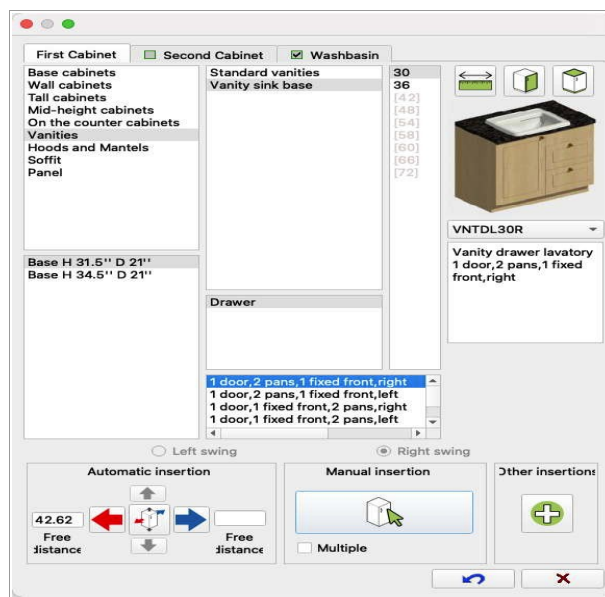 First Cabinet
Second Cabinet
Washbasin
Base cabinets
Wall cabinets
Tall cabinets
Mid-height cabinets
On the counter cabinets
Vanities
Hoods and Mantels
Soffit
Panel
Base H 31.5'' D 21''
Base H 34.5'' D 21''
Standard vanities
Vanity sink base
Drawer
1 door,2 pans,1 fixed front,right
1 door,2 pans,1 fixed front,left
1 door,1 fixed front,2 pans,right
1 door,1 fixed front,2 pans,left
30
36
[42]
[48]
[54]
[58]
[60]
[66]
[72]
VNTDL30R
Vanity drawer lavatory
1 door,2 pans,1 fixed
front,right
Left swing
Right swing
Automatic insertion
42.62
Free
distance
Free
distance
Manual insertion
Multiple
Other insertions